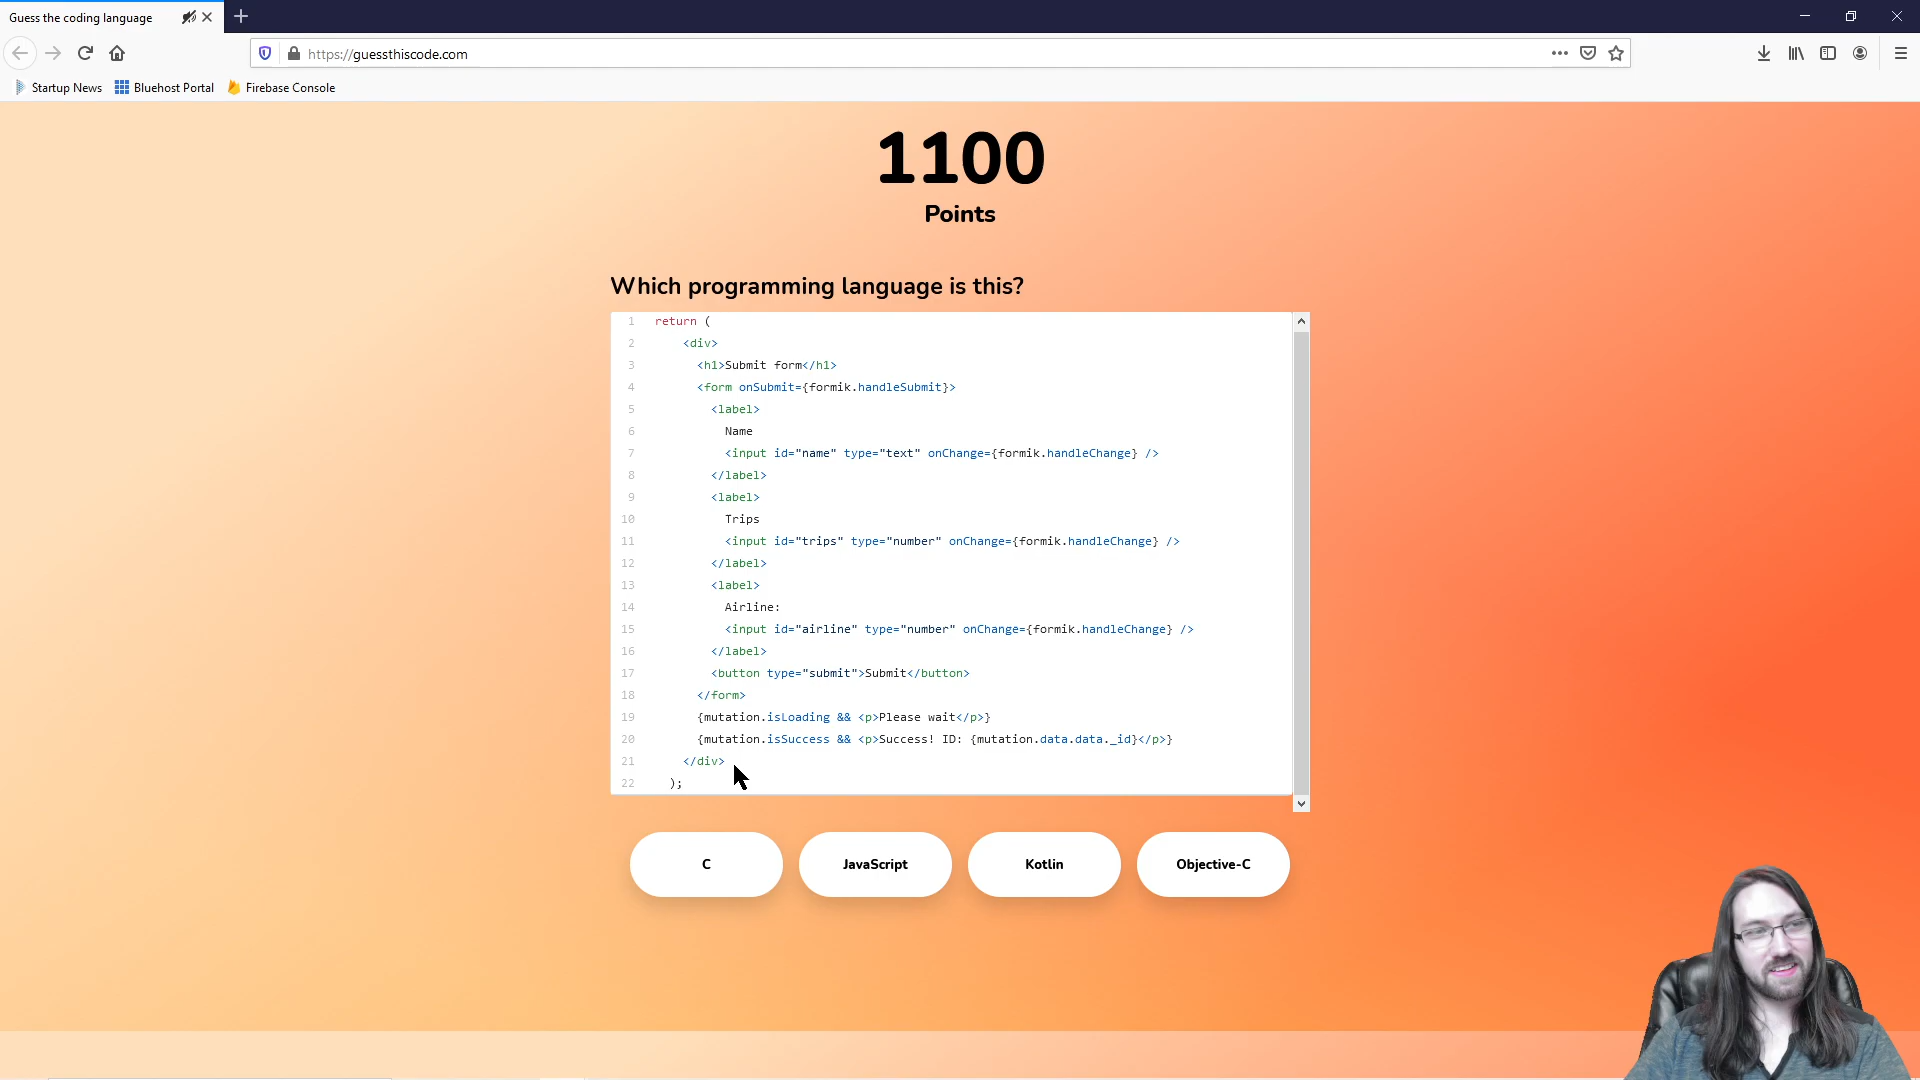 Guess the coding language
https://guessthiscode.com
Startup News
Bluehost Portal
Firebase Console
1100
Points
Which programming language is this?
1 return (
2 <div>
3 <h1>Submit form</h1>
4 <form onSubmit={formik.handleSubmit}>
5 <label>
6 Name
7 <input id="name" type="text" onChange={formik.handleChange} />
8 </label>
9 <label>
10 Trips
11 <input id="trips" type="number" onChange={formik.handleChange} />
12 </label>
13 <label>
14 Airline:
15 <input id="airline" type="number" onChange={formik.handleChange} />
16 </label>
17 <button type="submit">Submit</button>
18 </form>
19 {mutation.isLoading && <p>Please wait</p>}
20 {mutation.isSuccess && <p>Success! ID: {mutation.data.data._id}</p>}
21 </div>
22 );
C
JavaScript
Kotlin
Objective-C